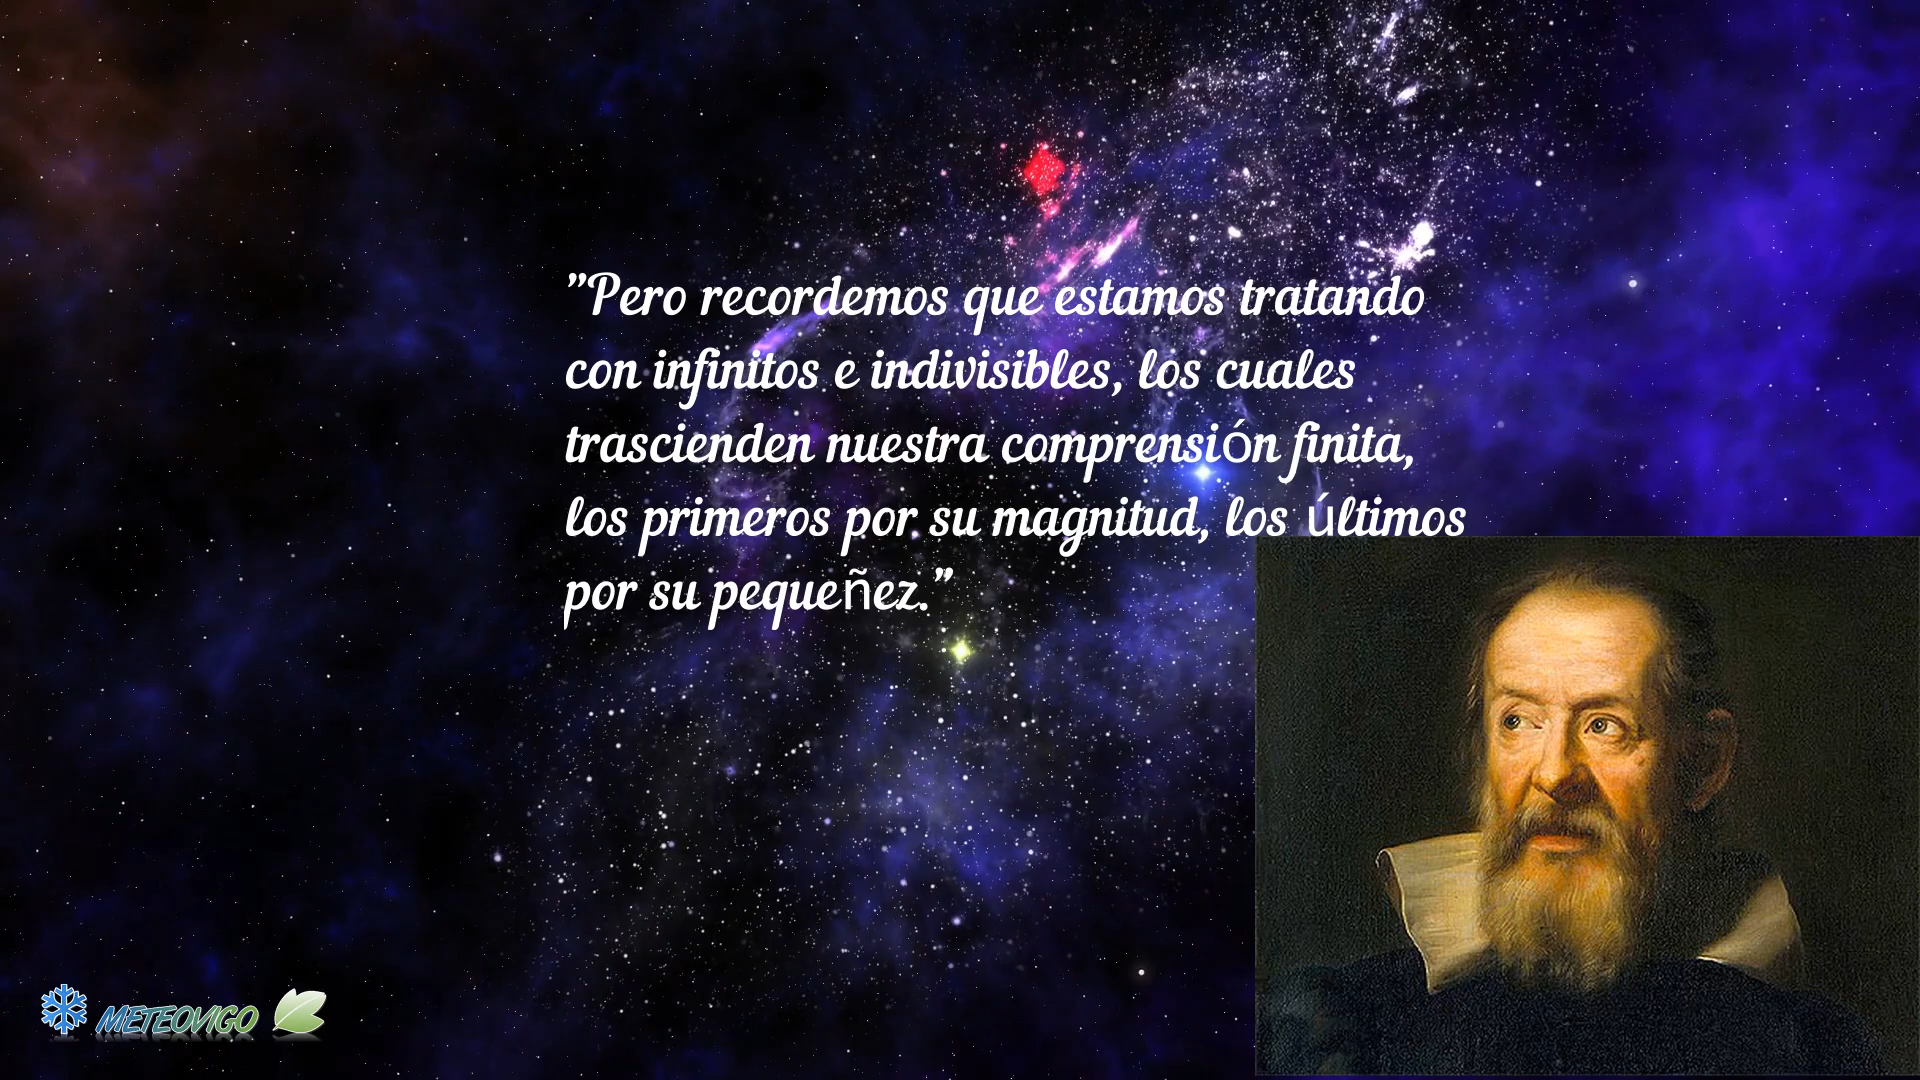 "Pero recordemos que estamos tratando
con infinitos e indivisibles, los cuales
trascienden nuestra comprensión finita,
los primeros por su magnitud, los últimos
por su pequeñez."
METEOVIGO